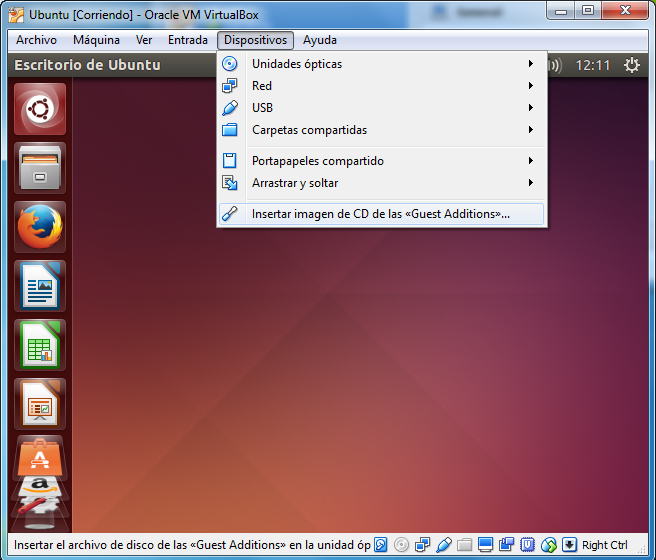 Ubuntu [Corriendo] - Oracle VM VirtualBox
Archivo Máquina Ver Entrada Dispositivos Ayuda
Escritorio de Ubuntu 12:11
Unidades ópticas
Red
USB
Carpetas compartidas
Portapapeles compartido
Arrastrar y soltar
Insertar imagen de CD de las «Guest Additions»...
Insertar el archivo de disco de las «Guest Additions» en la unidad óp Right Ctrl